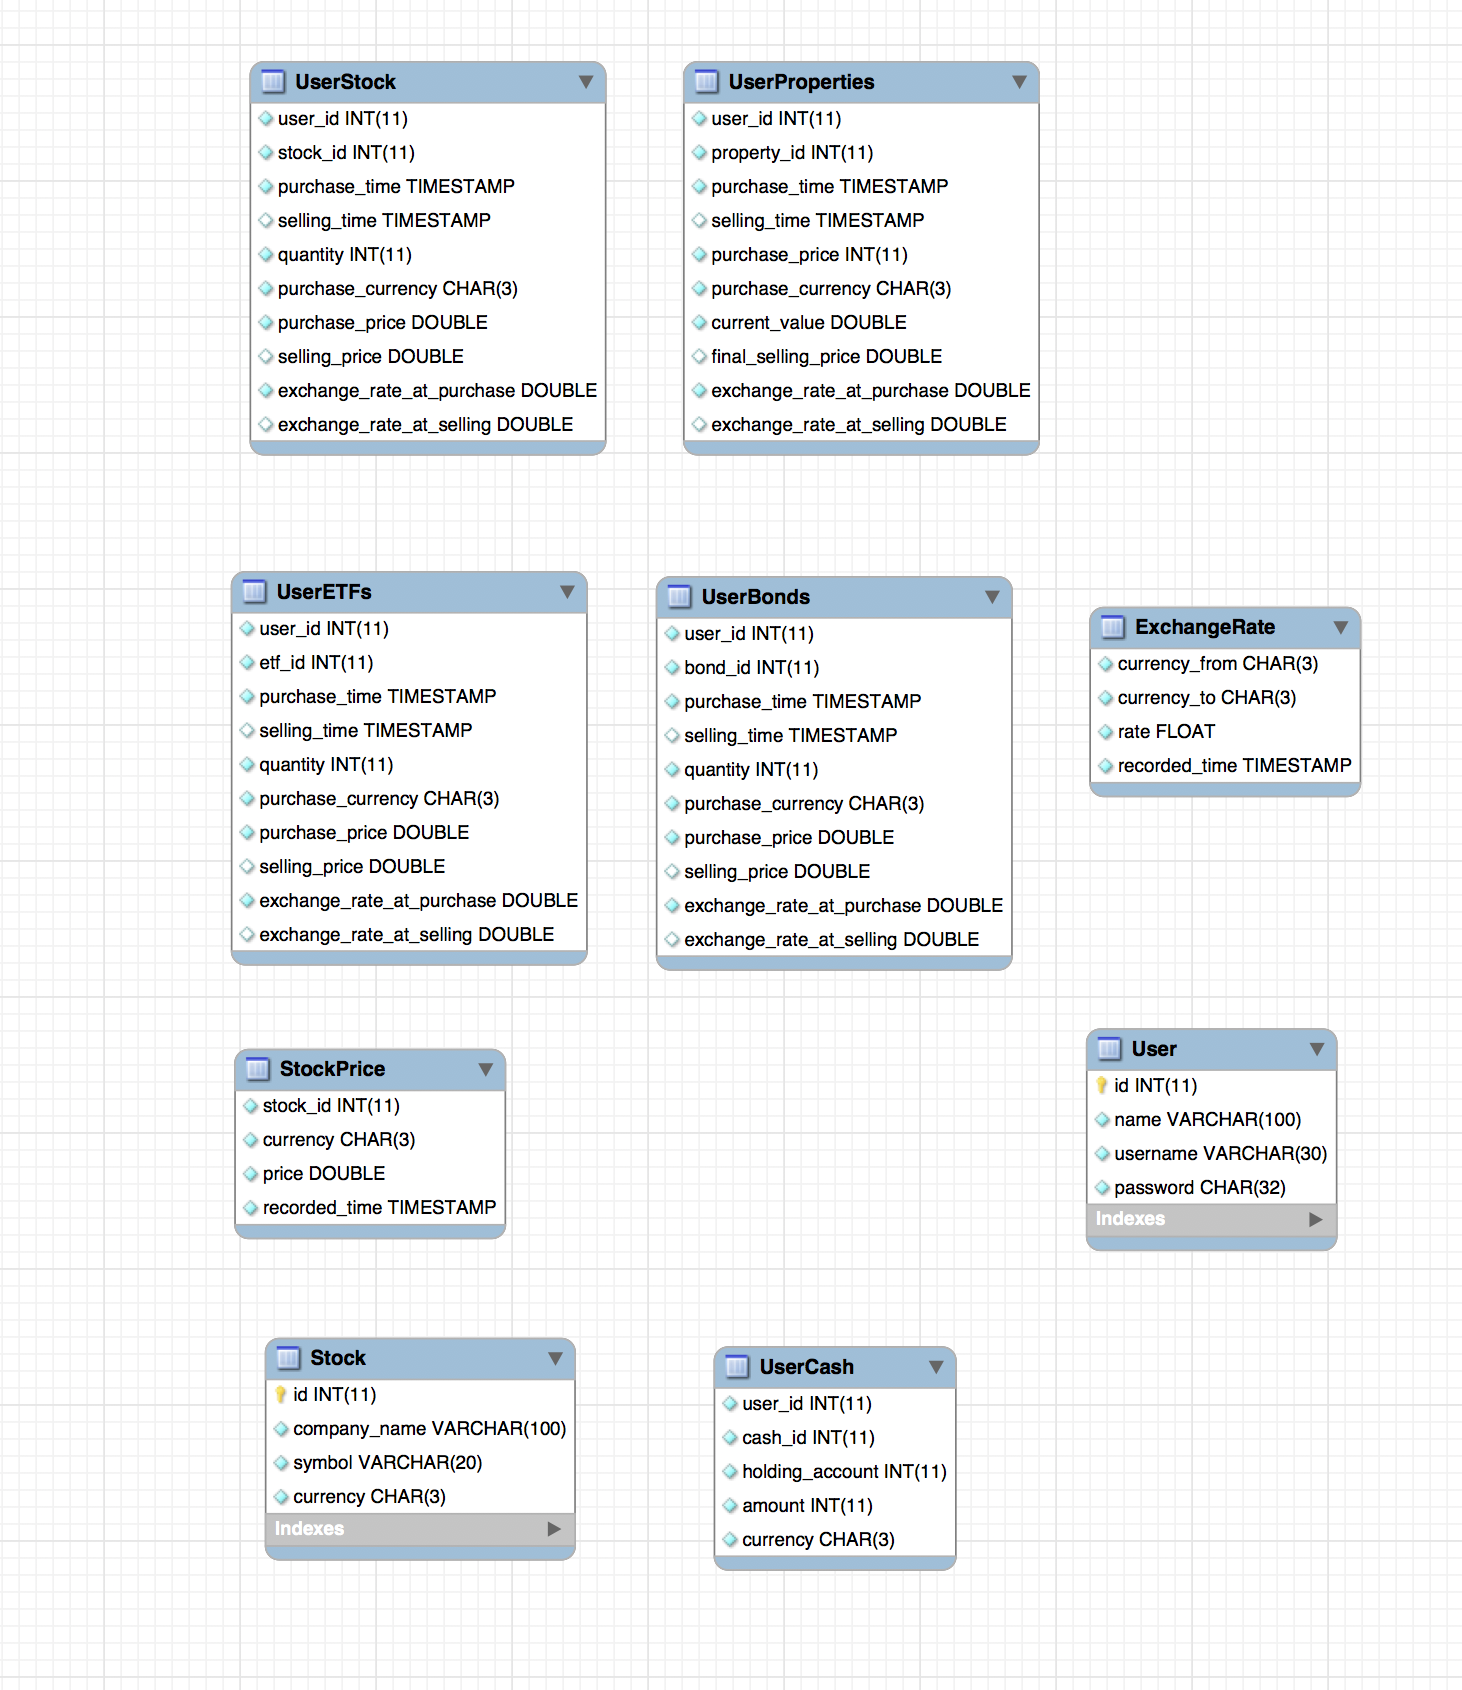 UserStock
user_id INT(11)
stock_id INT(11)
purchase_time TIMESTAMP
selling_time TIMESTAMP
quantity INT(11)
purchase_currency CHAR(3)
purchase_price DOUBLE
selling_price DOUBLE
exchange_rate_at_purchase DOUBLE
exchange_rate_at_selling DOUBLE
UserProperties
user_id INT(11)
property_id INT(11)
purchase_time TIMESTAMP
selling_time TIMESTAMP
purchase_price INT(11)
purchase_currency CHAR(3)
current_value DOUBLE
final_selling_price DOUBLE
exchange_rate_at_purchase DOUBLE
exchange_rate_at_selling DOUBLE
UserETFs
user_id INT(11)
etf_id INT(11)
purchase_time TIMESTAMP
selling_time TIMESTAMP
quantity INT(11)
purchase_currency CHAR(3)
purchase_price DOUBLE
selling_price DOUBLE
exchange_rate_at_purchase DOUBLE
exchange_rate_at_selling DOUBLE
UserBonds
user_id INT(11)
bond_id INT(11)
purchase_time TIMESTAMP
selling_time TIMESTAMP
quantity INT(11)
purchase_currency CHAR(3)
purchase_price DOUBLE
selling_price DOUBLE
exchange_rate_at_purchase DOUBLE
exchange_rate_at_selling DOUBLE
ExchangeRate
currency_from CHAR(3)
currency_to CHAR(3)
rate FLOAT
recorded_time TIMESTAMP
StockPrice
stock_id INT(11)
currency CHAR(3)
price DOUBLE
recorded_time TIMESTAMP
User
id INT(11)
name VARCHAR(100)
username VARCHAR(30)
password CHAR(32)
Indexes
Stock
id INT(11)
company_name VARCHAR(100)
symbol VARCHAR(20)
currency CHAR(3)
Indexes
UserCash
user_id INT(11)
cash_id INT(11)
holding_account INT(11)
amount INT(11)
currency CHAR(3)